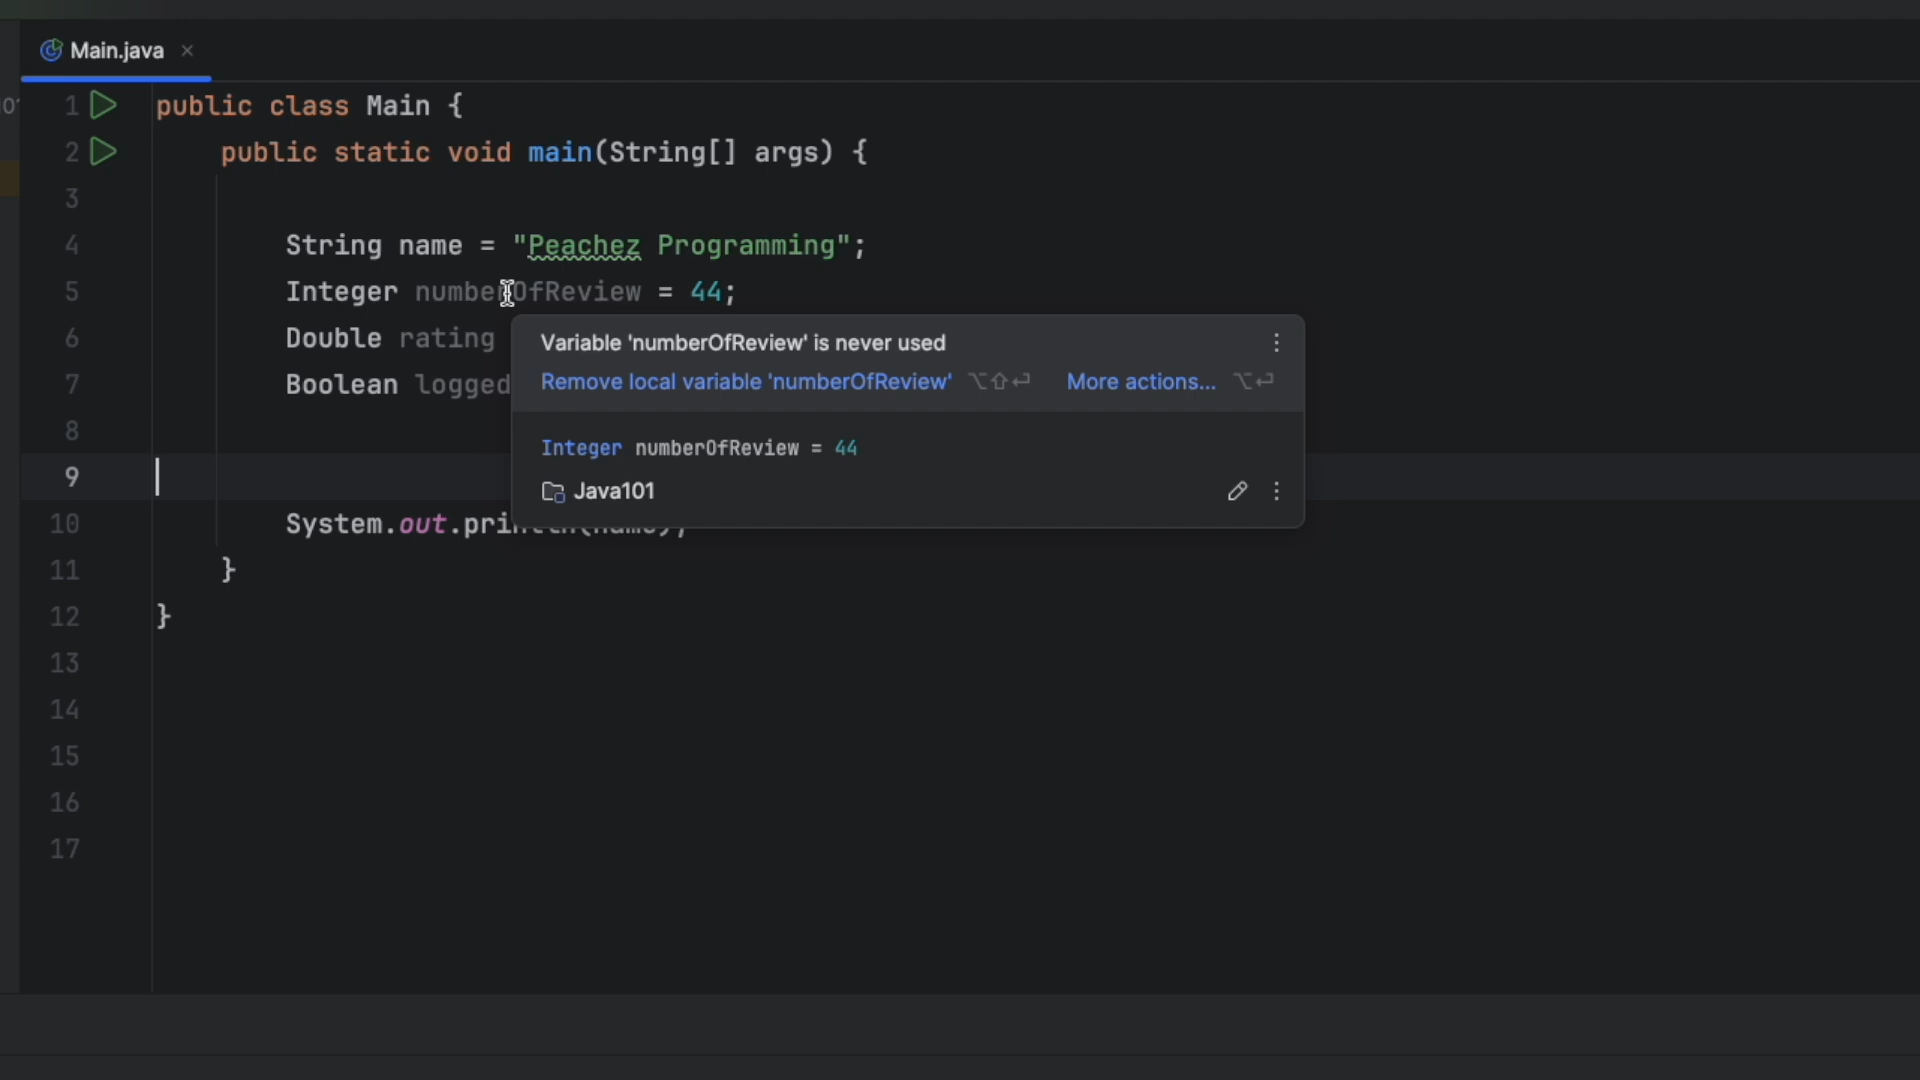 Main.java
1 public class Main {
2 public static void main(String[] args) {
3
4 String name = "Peachez Programming";
5 Integer numberOfReview = 44;
6 Double rating
7 Boolean logged
Variable 'numberOfReview' is never used
Remove local variable 'numberOfReview' ⌥⇧⏎ More actions... ⌥⏎
8
Integer numberOfReview = 44
9
Java101
10 System.out.println(name);
11 }
12 }
13
14
15
16
17